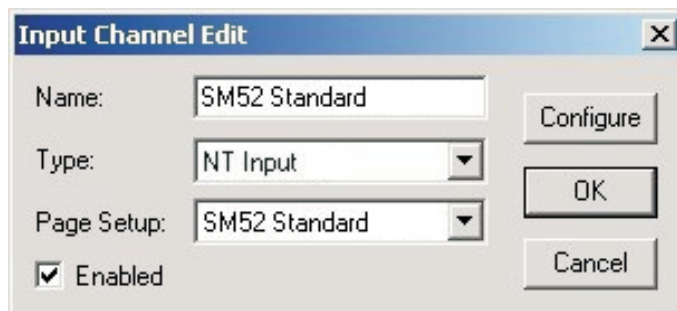 Input Channel Edit
Name: SM52 Standard
Configure
Type: NT Input
OK
Page Setup: SM52 Standard
Cancel
Enabled